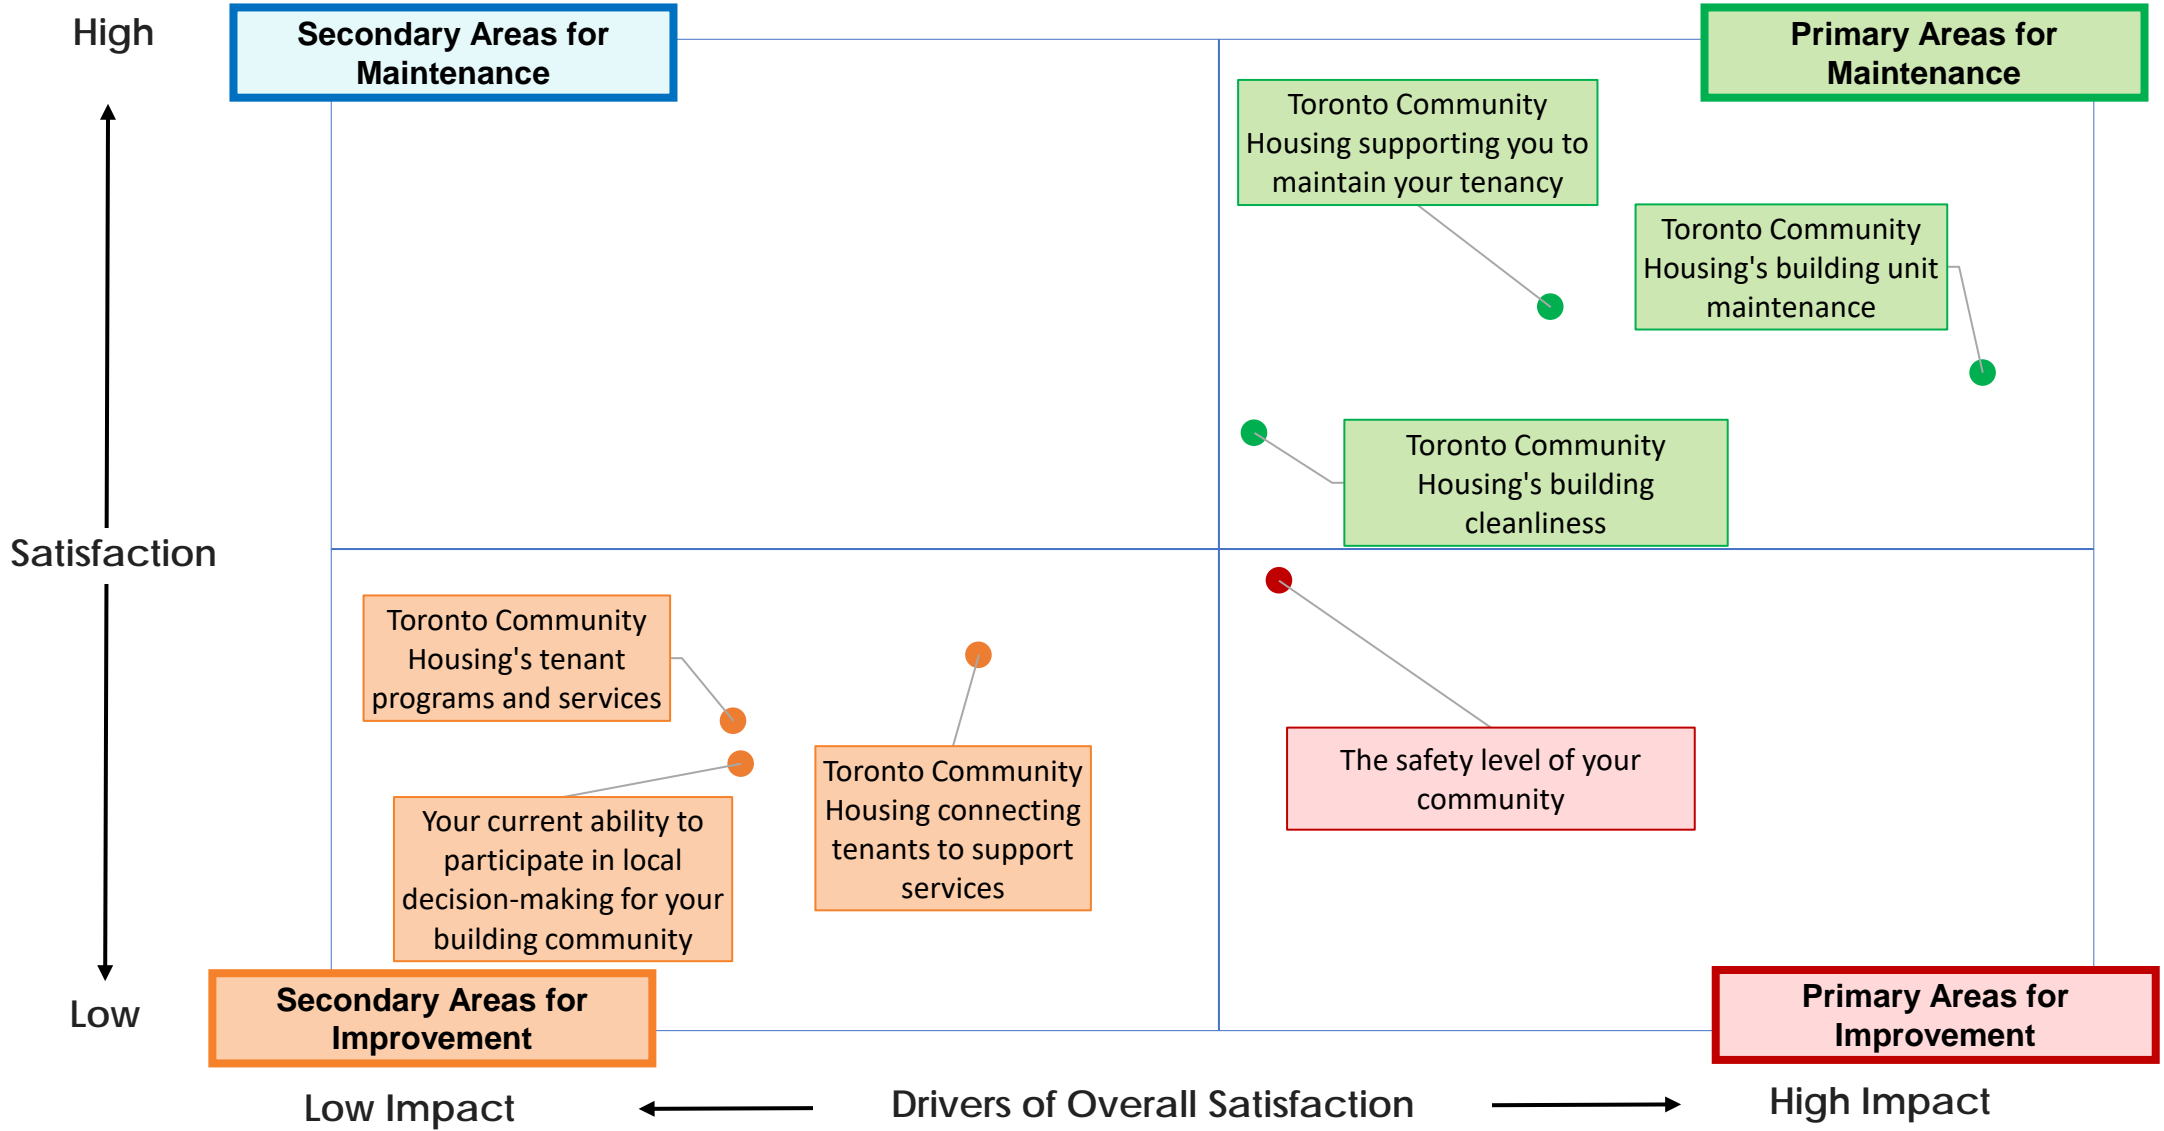 High
Secondary Areas for
Maintenance
Primary Areas for
Maintenance
Toronto Community
Housing supporting you to
maintain your tenancy
Toronto Community
Housing's building unit
maintenance
Toronto Community
Housing's building
cleanliness
Satisfaction
Toronto Community
Housing's tenant
programs and services
Your current ability to
participate in local
decision-making for your
building community
Toronto Community
Housing connecting
tenants to support
services
The safety level of your
community
Low
Secondary Areas for
Improvement
Primary Areas for
Improvement
Low Impact
Drivers of Overall Satisfaction
High Impact